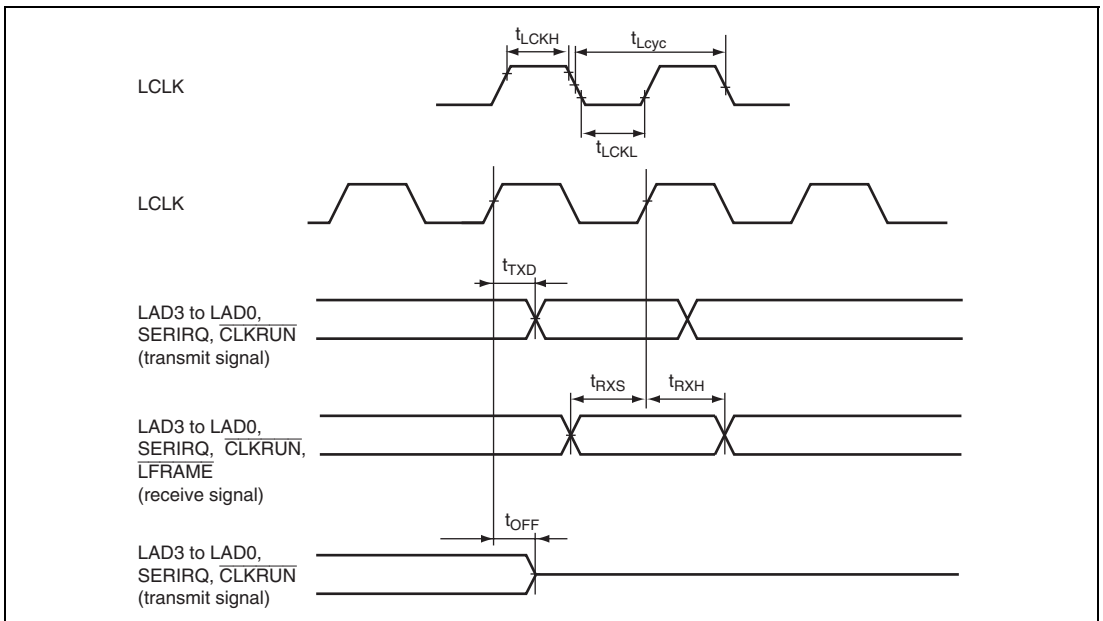 tLCKH
tLcyc
LCLK
tLCKL
LCLK
tTXD
LAD3 to LAD0,
SERIRQ, CLKRUN
(transmit signal)
tRXS
tRXH
LAD3 to LAD0,
SERIRQ, CLKRUN,
LFRAME
(receive signal)
tOFF
LAD3 to LAD0,
SERIRQ, CLKRUN
(transmit signal)